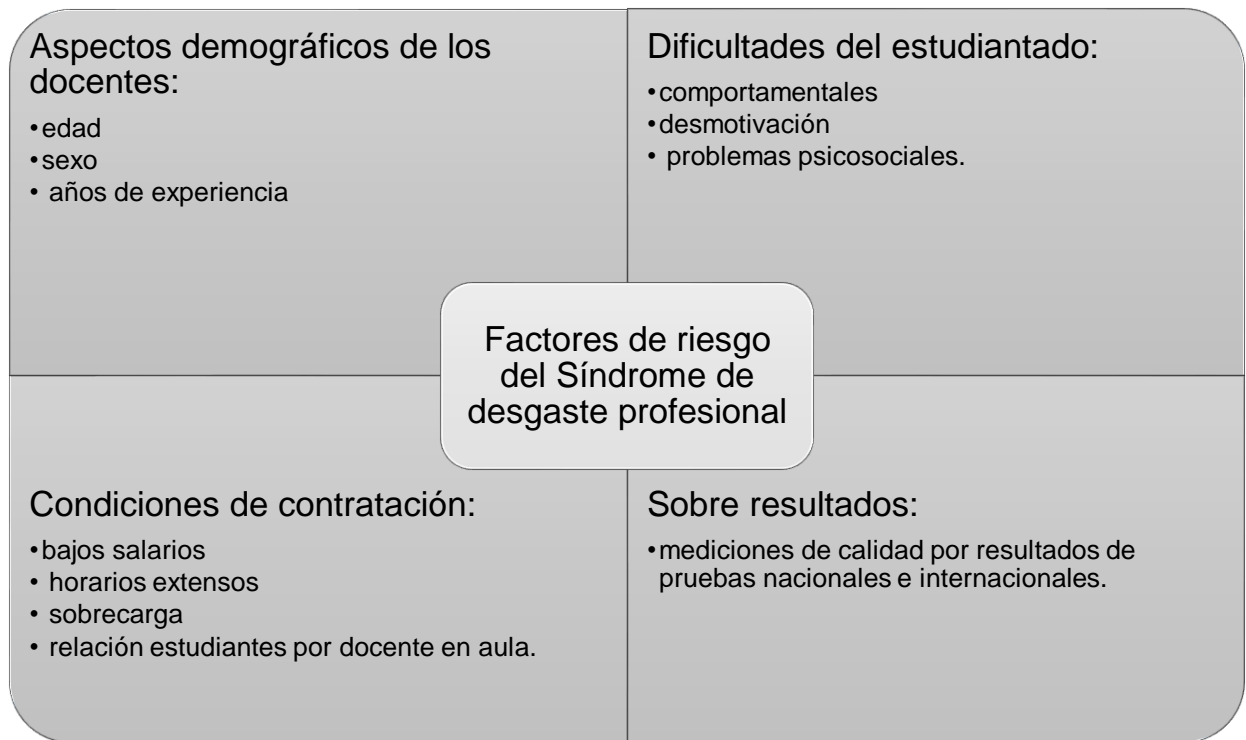 Aspectos demográficos de los
docentes:
•edad
•sexo
• años de experiencia
Dificultades del estudiantado:
•comportamentales
•desmotivación
• problemas psicosociales.
Factores de riesgo
del Síndrome de
desgaste profesional
Condiciones de contratación:
•bajos salarios
• horarios extensos
• sobrecarga
• relación estudiantes por docente en aula.
Sobre resultados:
•mediciones de calidad por resultados de
pruebas nacionales e internacionales.